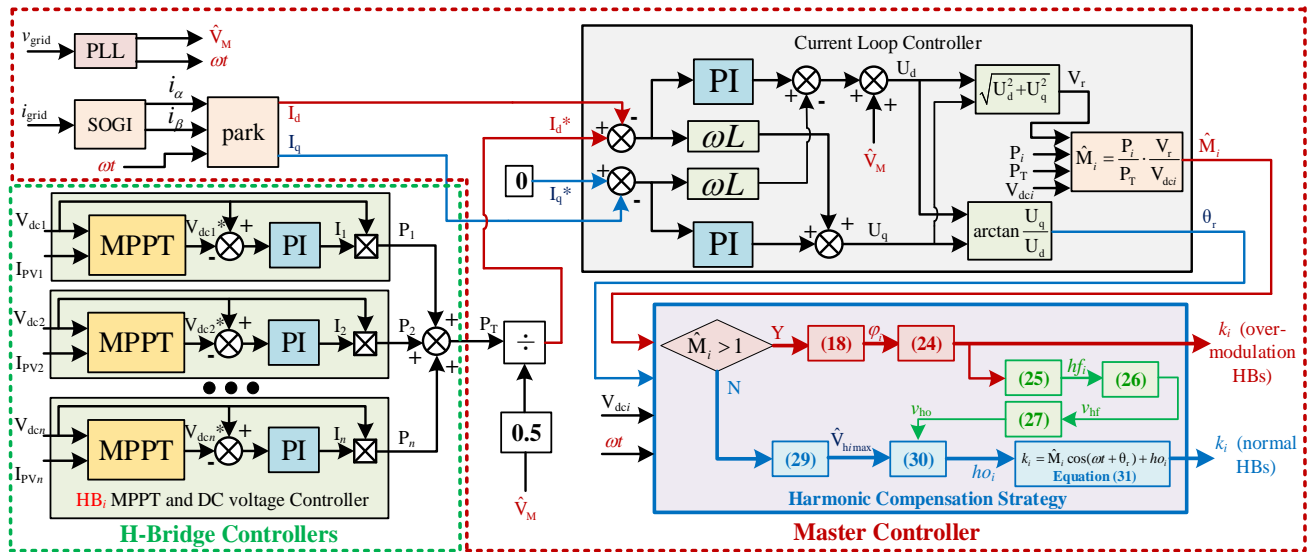 v_grid
PLL
V̂_M
ωt
i_grid
SOGI
i_α
i_β
ωt
park
I_d
I_q
V_dc1
I_PV1
MPPT
V_dc1*
+
-
PI
I_1
P_1
V_dc2
I_PV2
MPPT
V_dc2*
+
-
PI
I_2
P_2
V_dcn
I_PVn
MPPT
V_dcn*
+
-
PI
I_n
P_n
HB_i MPPT and DC voltage Controller
H-Bridge Controllers
+
+
+
P_T
÷
0.5
V̂_M
Current Loop Controller
I_d*
+
-
0
I_q*
+
-
PI
ωL
ωL
PI
+
-
+
+
V̂_M
U_d
+
+
U_q
√(U_d^2+U_q^2)
V_r
P_i
P_T
V_dci
M̂_i = P_i/P_T · V_r/V_dci
M̂_i
arctan U_q/U_d
θ_r
M̂_i > 1
Y
N
(18)
φ_i
(24)
k_i (over-
modulation
HBs)
(25)
hf_i
(26)
v_hf
(27)
v_ho
V_dci
ωt
(29)
V̂_himax
(30)
ho_i
k_i = M̂_i cos(ωt + θ_r) + ho_i
Equation (31)
k_i (normal
HBs)
Harmonic Compensation Strategy
Master Controller